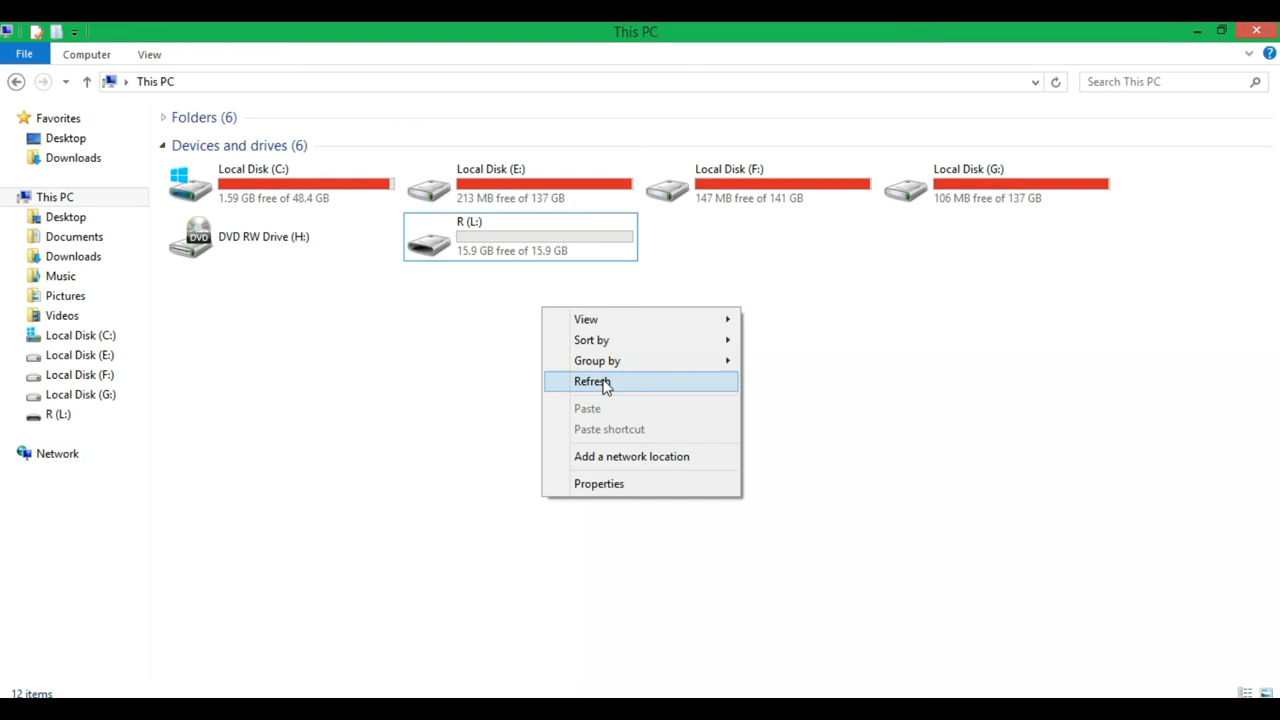 This PC
File Computer View
This PC
Search This PC
Favorites
Desktop
Downloads
This PC
Desktop
Documents
Downloads
Music
Pictures
Videos
Local Disk (C:)
Local Disk (E:)
Local Disk (F:)
Local Disk (G:)
R (L:)
Network
Folders (6)
Devices and drives (6)
Local Disk (C:)
1.59 GB free of 48.4 GB
Local Disk (E:)
213 MB free of 137 GB
Local Disk (F:)
147 MB free of 141 GB
Local Disk (G:)
106 MB free of 137 GB
DVD
DVD RW Drive (H:)
R (L:)
15.9 GB free of 15.9 GB
View
Sort by
Group by
Refresh
Paste
Paste shortcut
Add a network location
Properties
12 items